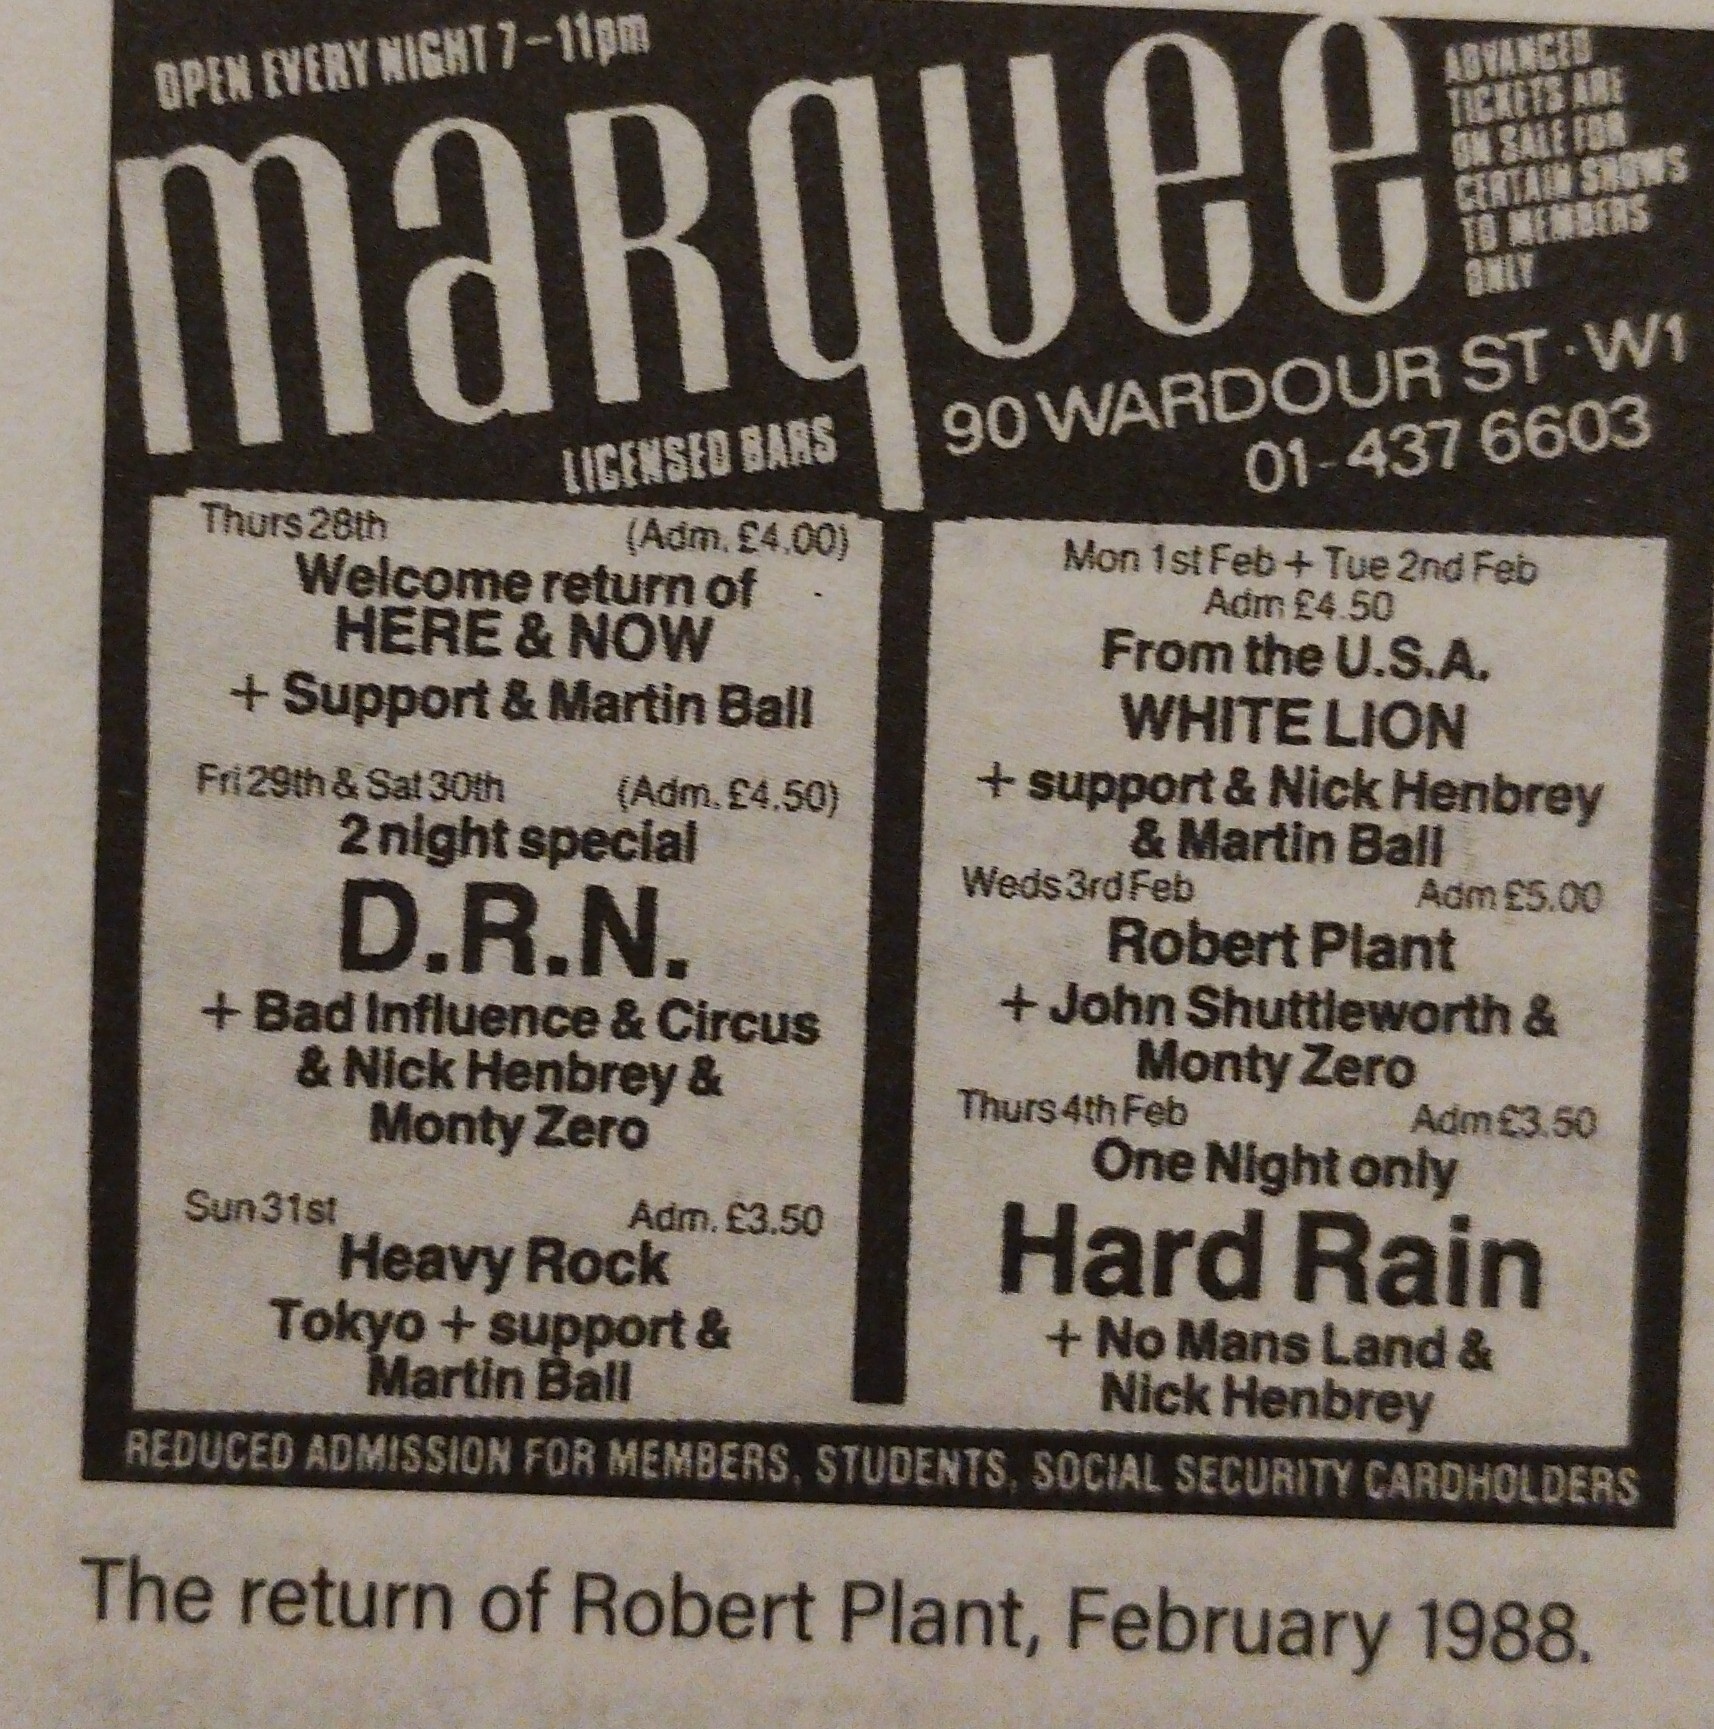 OPEN EVERY NIGHT 7-11pm
maRquee
ADVANCED
TICKETS ARE
ON SALE FOR
CERTAIN SHOWS
TO MEMBERS
ONLY
LICENSED BARS
90 WARDOUR ST · W1
01-437 6603
Thurs 28th (Adm. £4.00)
Welcome return of
HERE & NOW
+ Support & Martin Ball
Fri 29th & Sat 30th (Adm. £4.50)
2 night special
D.R.N.
+ Bad Influence & Circus
& Nick Henbrey &
Monty Zero
Sun 31st Adm. £3.50
Heavy Rock
Tokyo + support &
Martin Ball
Mon 1st Feb + Tue 2nd Feb
Adm £4.50
From the U.S.A.
WHITE LION
+ support & Nick Henbrey
& Martin Ball
Weds 3rd Feb Adm £5.00
Robert Plant
+ John Shuttleworth &
Monty Zero
Thurs 4th Feb Adm £3.50
One Night only
Hard Rain
+ No Mans Land &
Nick Henbrey
REDUCED ADMISSION FOR MEMBERS, STUDENTS, SOCIAL SECURITY CARDHOLDERS
The return of Robert Plant, February 1988.